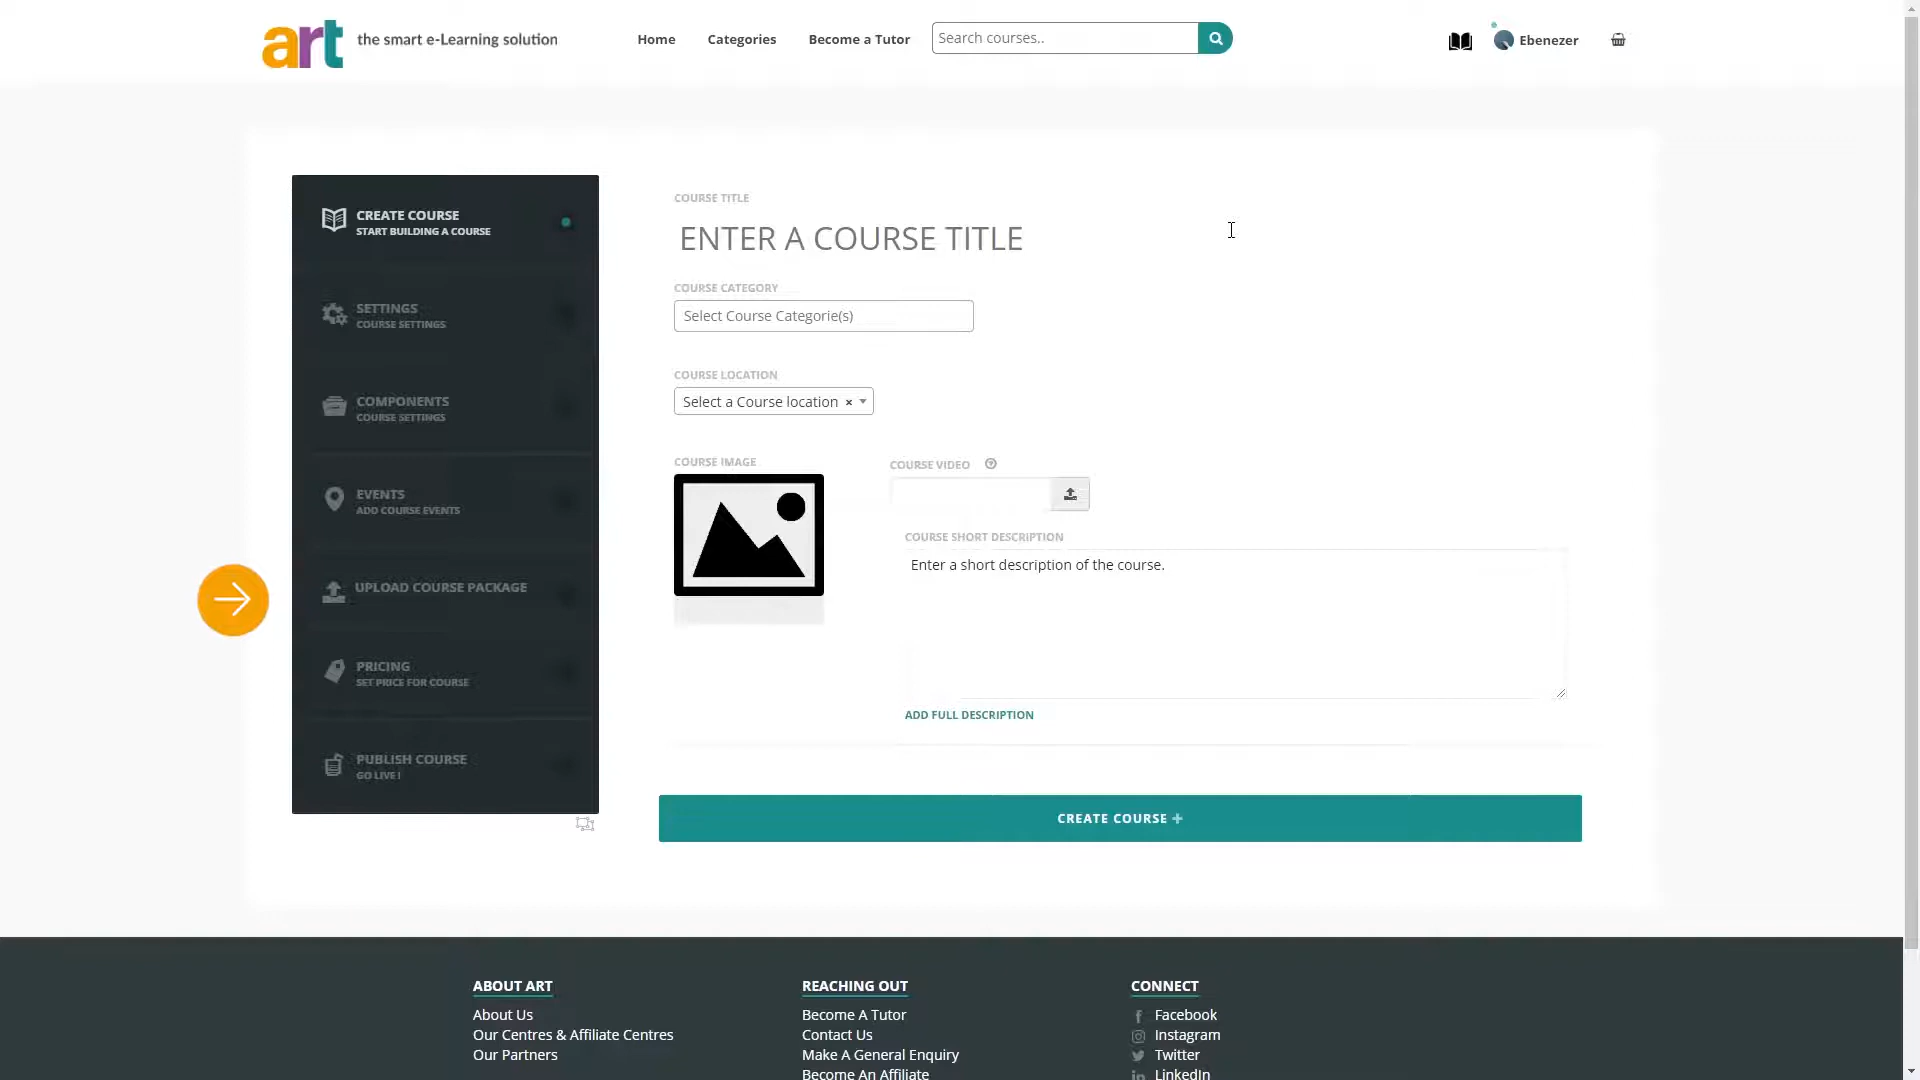 art the smart e-Learning solution
Home Categories Become a Tutor Search courses.. Ebenezer
CREATE COURSE
START BUILDING A COURSE
SETTINGS
COURSE SETTINGS
COMPONENTS
COURSE SETTINGS
EVENTS
ADD COURSE EVENTS
UPLOAD COURSE PACKAGE
PRICING
SET PRICE FOR COURSE
PUBLISH COURSE
GO LIVE !
COURSE TITLE
ENTER A COURSE TITLE
COURSE CATEGORY
Select Course Categorie(s)
COURSE LOCATION
Select a Course location ×
COURSE IMAGE
COURSE VIDEO
COURSE SHORT DESCRIPTION
Enter a short description of the course.
ADD FULL DESCRIPTION
CREATE COURSE +
ABOUT ART
About Us
Our Centres & Affiliate Centres
Our Partners
REACHING OUT
Become A Tutor
Contact Us
Make A General Enquiry
Become An Affiliate
CONNECT
Facebook
Instagram
Twitter
LinkedIn